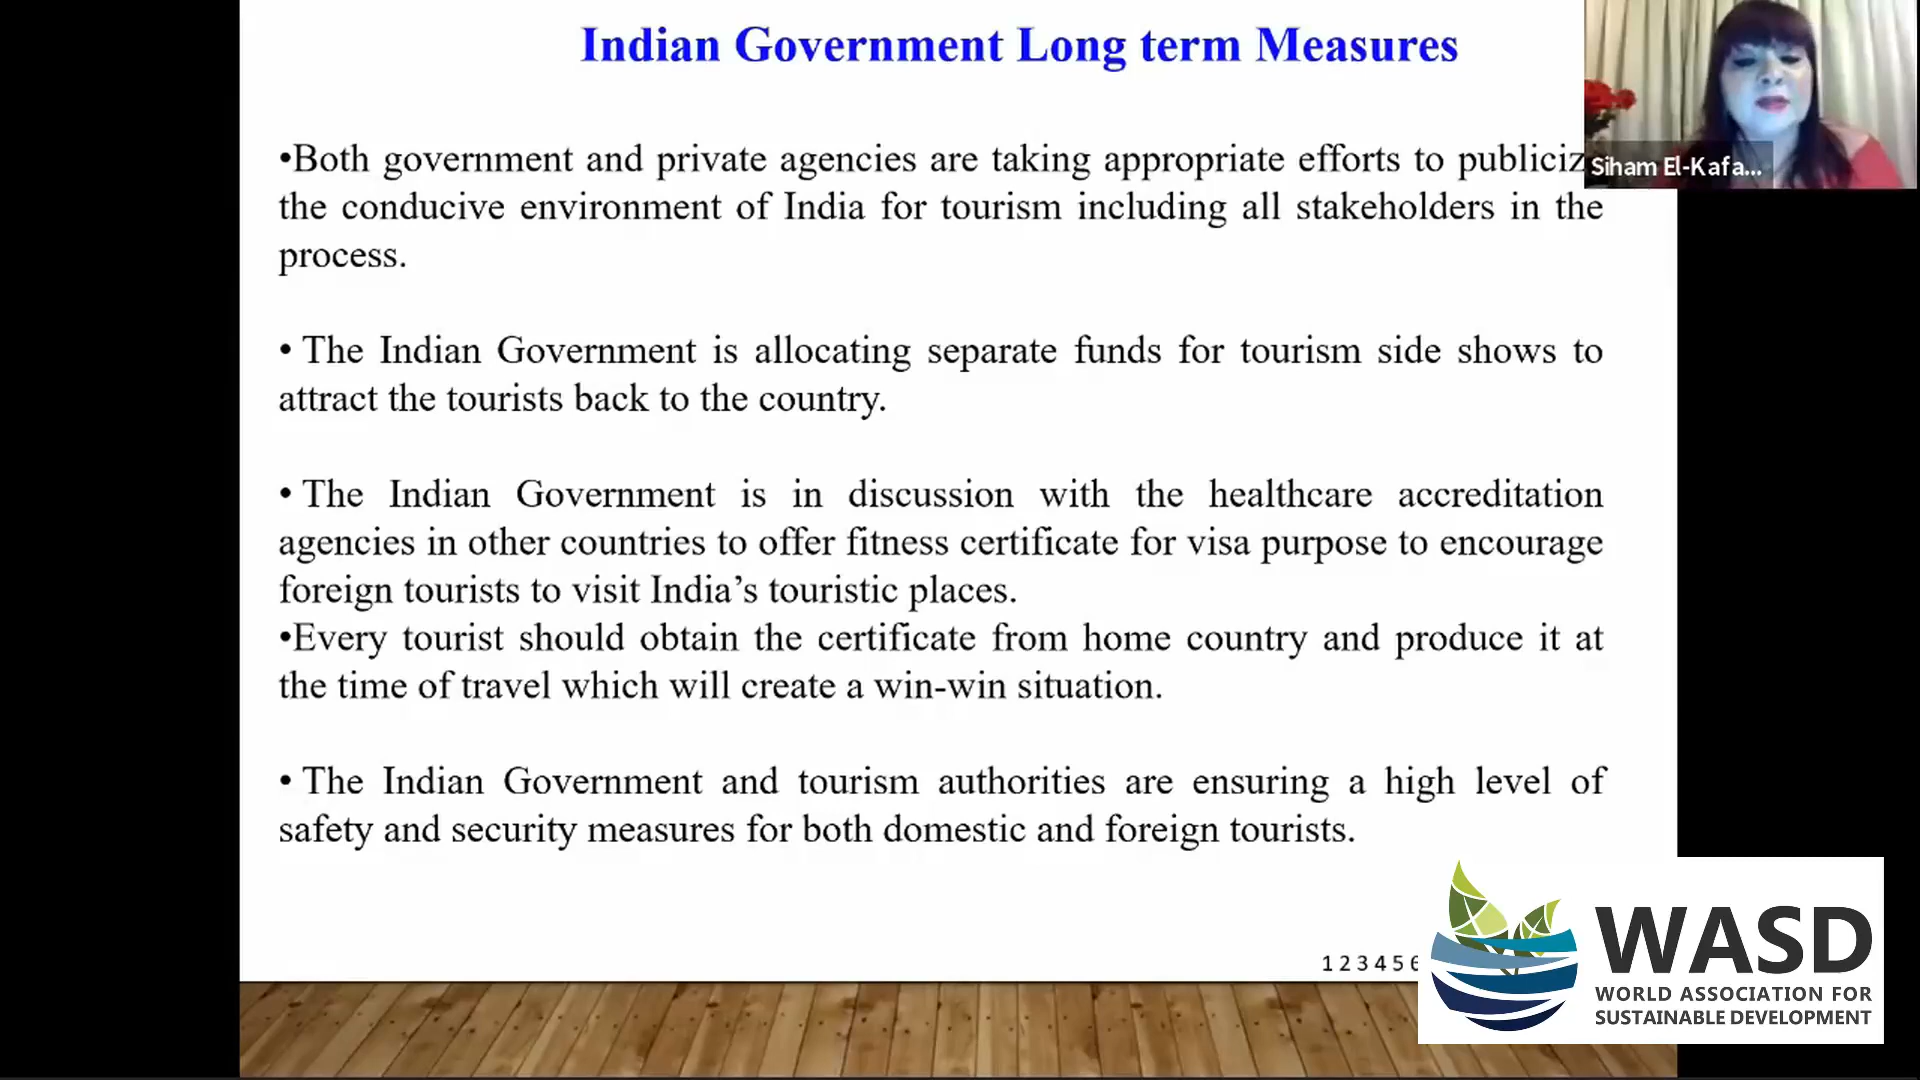 Indian Government Long term Measures
•Both government and private agencies are taking appropriate efforts to publiciz
the conducive environment of India for tourism including all stakeholders in the
process.
• The Indian Government is allocating separate funds for tourism side shows to
attract the tourists back to the country.
• The Indian Government is in discussion with the healthcare accreditation
agencies in other countries to offer fitness certificate for visa purpose to encourage
foreign tourists to visit India’s touristic places.
•Every tourist should obtain the certificate from home country and produce it at
the time of travel which will create a win-win situation.
• The Indian Government and tourism authorities are ensuring a high level of
safety and security measures for both domestic and foreign tourists.
Siham El-Kafa...
1 2 3 4 5 6
WASD
WORLD ASSOCIATION FOR
SUSTAINABLE DEVELOPMENT